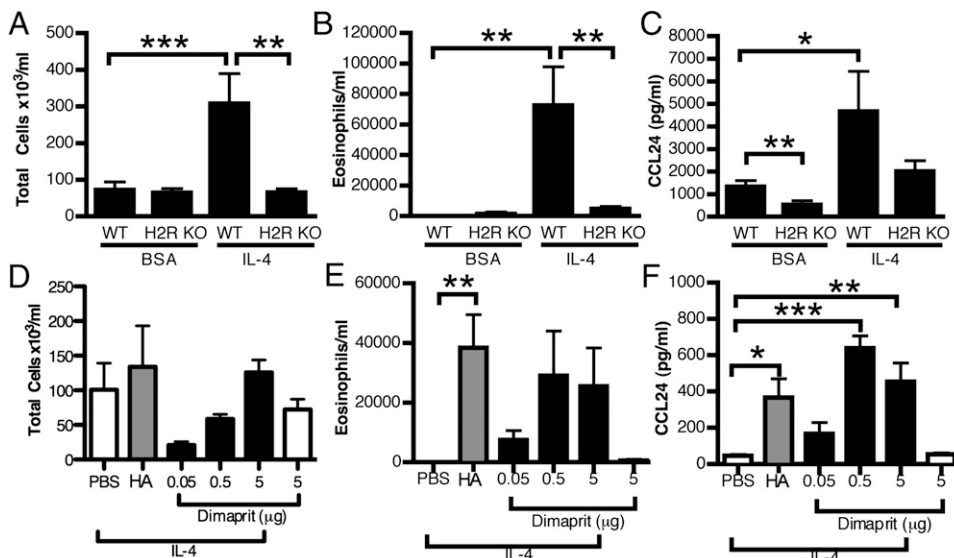 A
Total Cells x10³/ml
500
400
300
200
100
0
***
**
WT H2R KO WT H2R KO
BSA IL-4
B
Eosinophils/ml
120000
100000
80000
60000
40000
20000
0
**
**
WT H2R KO WT H2R KO
BSA IL-4
C
CCL24 (pg/ml)
8000
7000
6000
5000
4000
3000
2000
1000
0
*
**
WT H2R KO WT H2R KO
BSA IL-4
D
Total Cells x10³/ml
250
200
150
100
50
0
PBS HA 0.05 0.5 5 5
Dimaprit (μg)
IL-4
E
Eosinophils/ml
60000
40000
20000
0
**
PBS HA 0.05 0.5 5 5
Dimaprit (μg)
IL-4
F
CCL24 (pg/ml)
1000
800
600
400
200
0
**
***
*
PBS HA 0.05 0.5 5 5
Dimaprit (μg)
IL-4